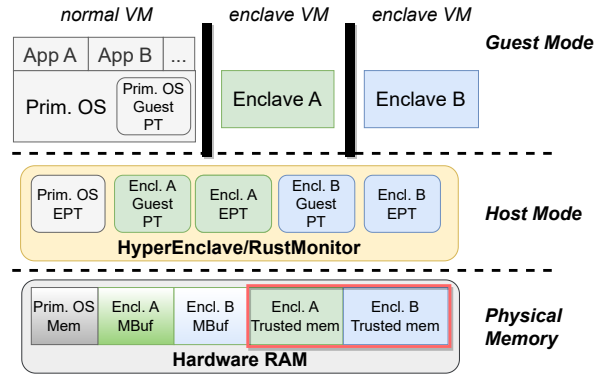 normal VM
enclave VM
enclave VM
Guest Mode
App A
App B
...
Prim. OS
Prim. OS
Guest
PT
Enclave A
Enclave B
Prim. OS
EPT
Encl. A
Guest
PT
Encl. A
EPT
Encl. B
Guest
PT
Encl. B
EPT
HyperEnclave/RustMonitor
Host Mode
Prim. OS
Mem
Encl. A
MBuf
Encl. B
MBuf
Encl. A
Trusted mem
Encl. B
Trusted mem
Hardware RAM
Physical
Memory